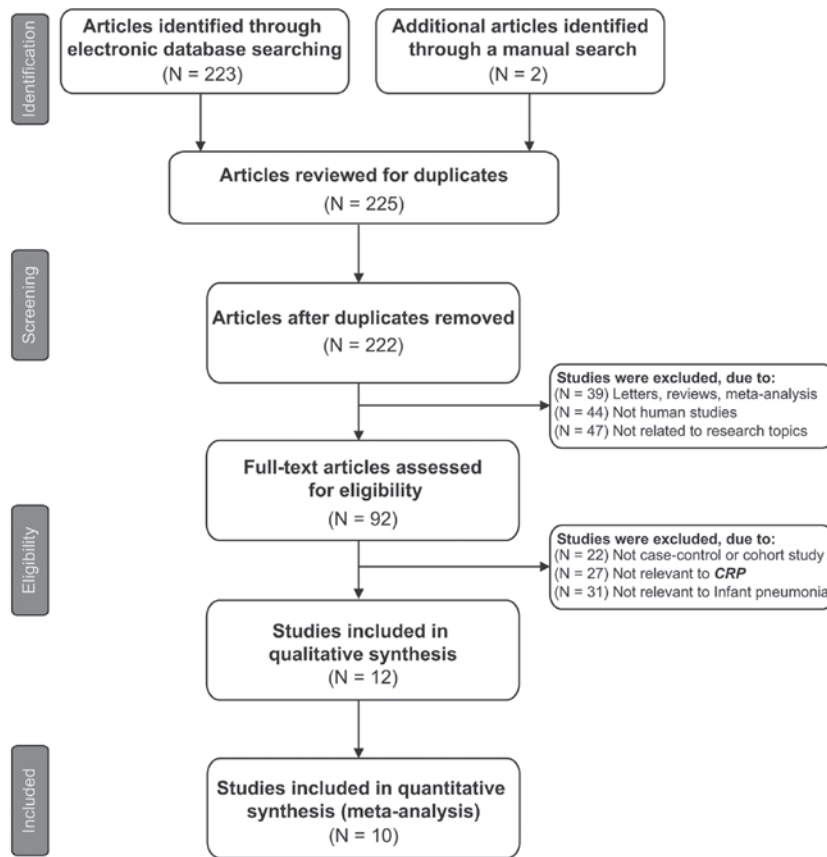 Identification
Articles identified through
electronic database searching
(N = 223)
Additional articles identified
through a manual search
(N = 2)
Articles reviewed for duplicates
(N = 225)
Screening
Articles after duplicates removed
(N = 222)
Studies were excluded, due to:
(N = 39) Letters, reviews, meta-analysis
(N = 44) Not human studies
(N = 47) Not related to research topics
Full-text articles assessed
for eligibility
(N = 92)
Eligibility
Studies were excluded, due to:
(N = 22) Not case-control or cohort study
(N = 27) Not relevant to CRP
(N = 31) Not relevant to Infant pneumonia
Studies included in
qualitative synthesis
(N = 12)
Included
Studies included in quantitative
synthesis (meta-analysis)
(N = 10)